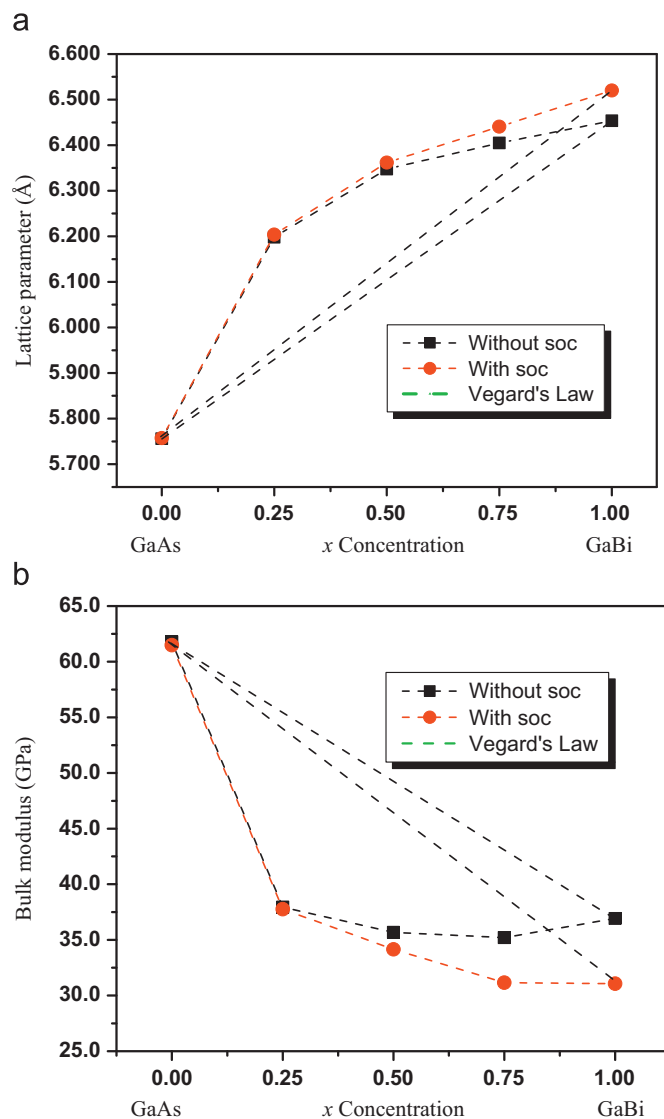 a
6.600
6.500
6.400
6.300
6.200
6.100
6.000
5.900
5.800
5.700
Lattice parameter (Å)
Without soc
With soc
Vegard's Law
0.00 0.25 0.50 0.75 1.00
GaAs x Concentration GaBi
b
65.0
60.0
55.0
50.0
45.0
40.0
35.0
30.0
25.0
Bulk modulus (GPa)
Without soc
With soc
Vegard's Law
0.00 0.25 0.50 0.75 1.00
GaAs x Concentration GaBi